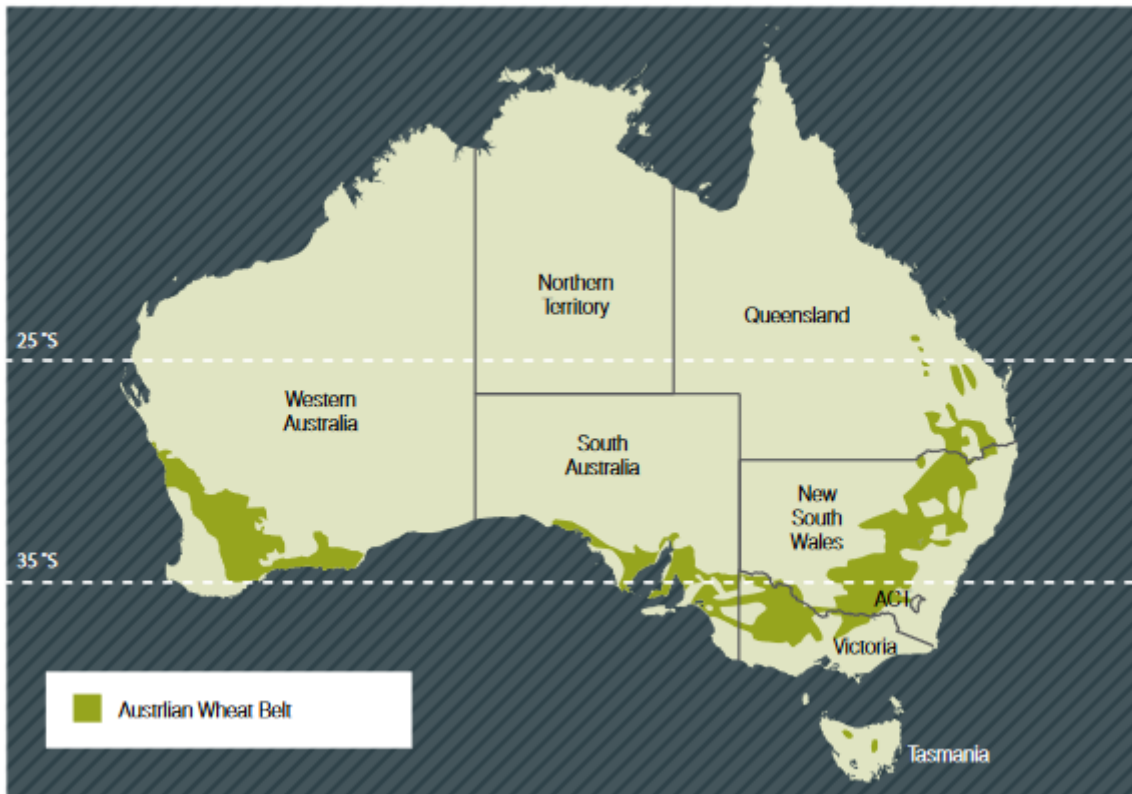 Northern
Territory
Queensland
25°S
Western
Australia
South
Australia
New
South
Wales
35°S
ACT
Victoria
Austrlian Wheat Belt
Tasmania